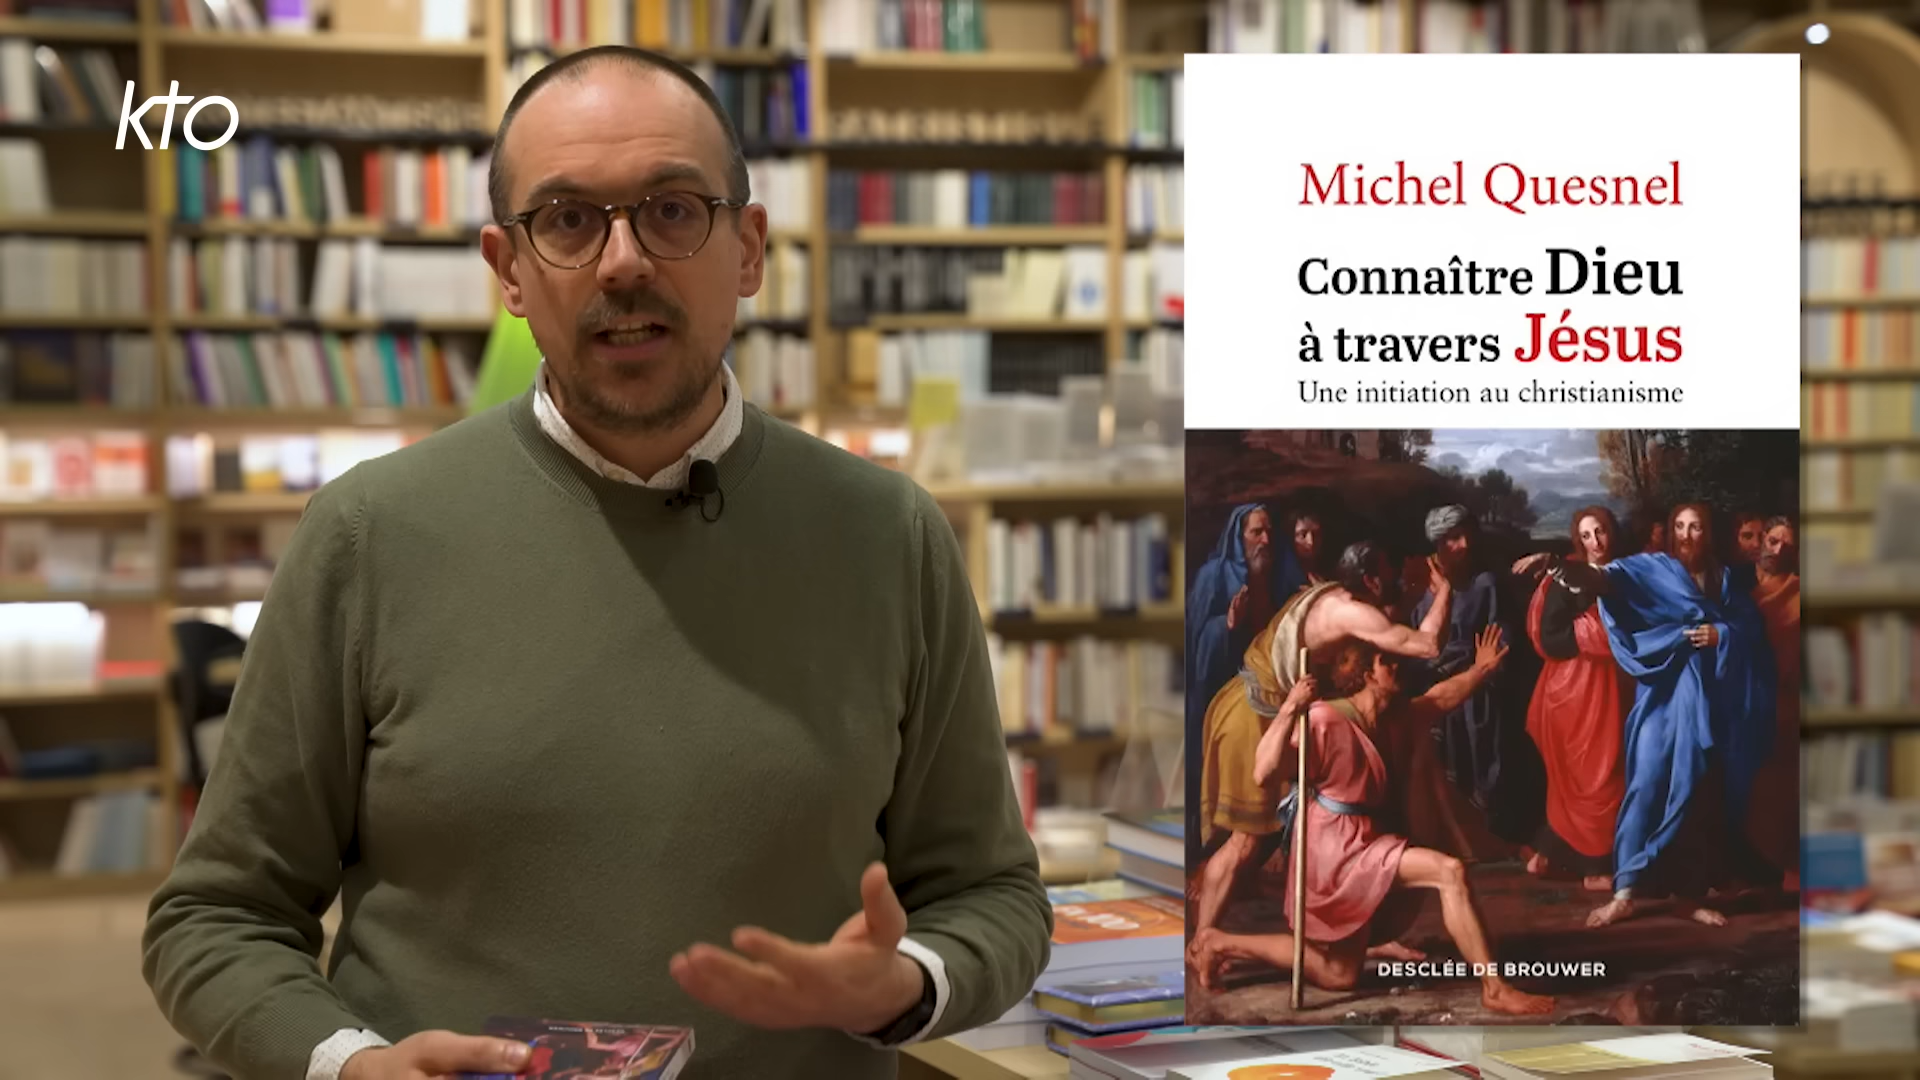 kto
Michel Quesnel
Connaître Dieu
à travers Jésus
Une initiation au christianisme
DESCLÉE DE BROUWER